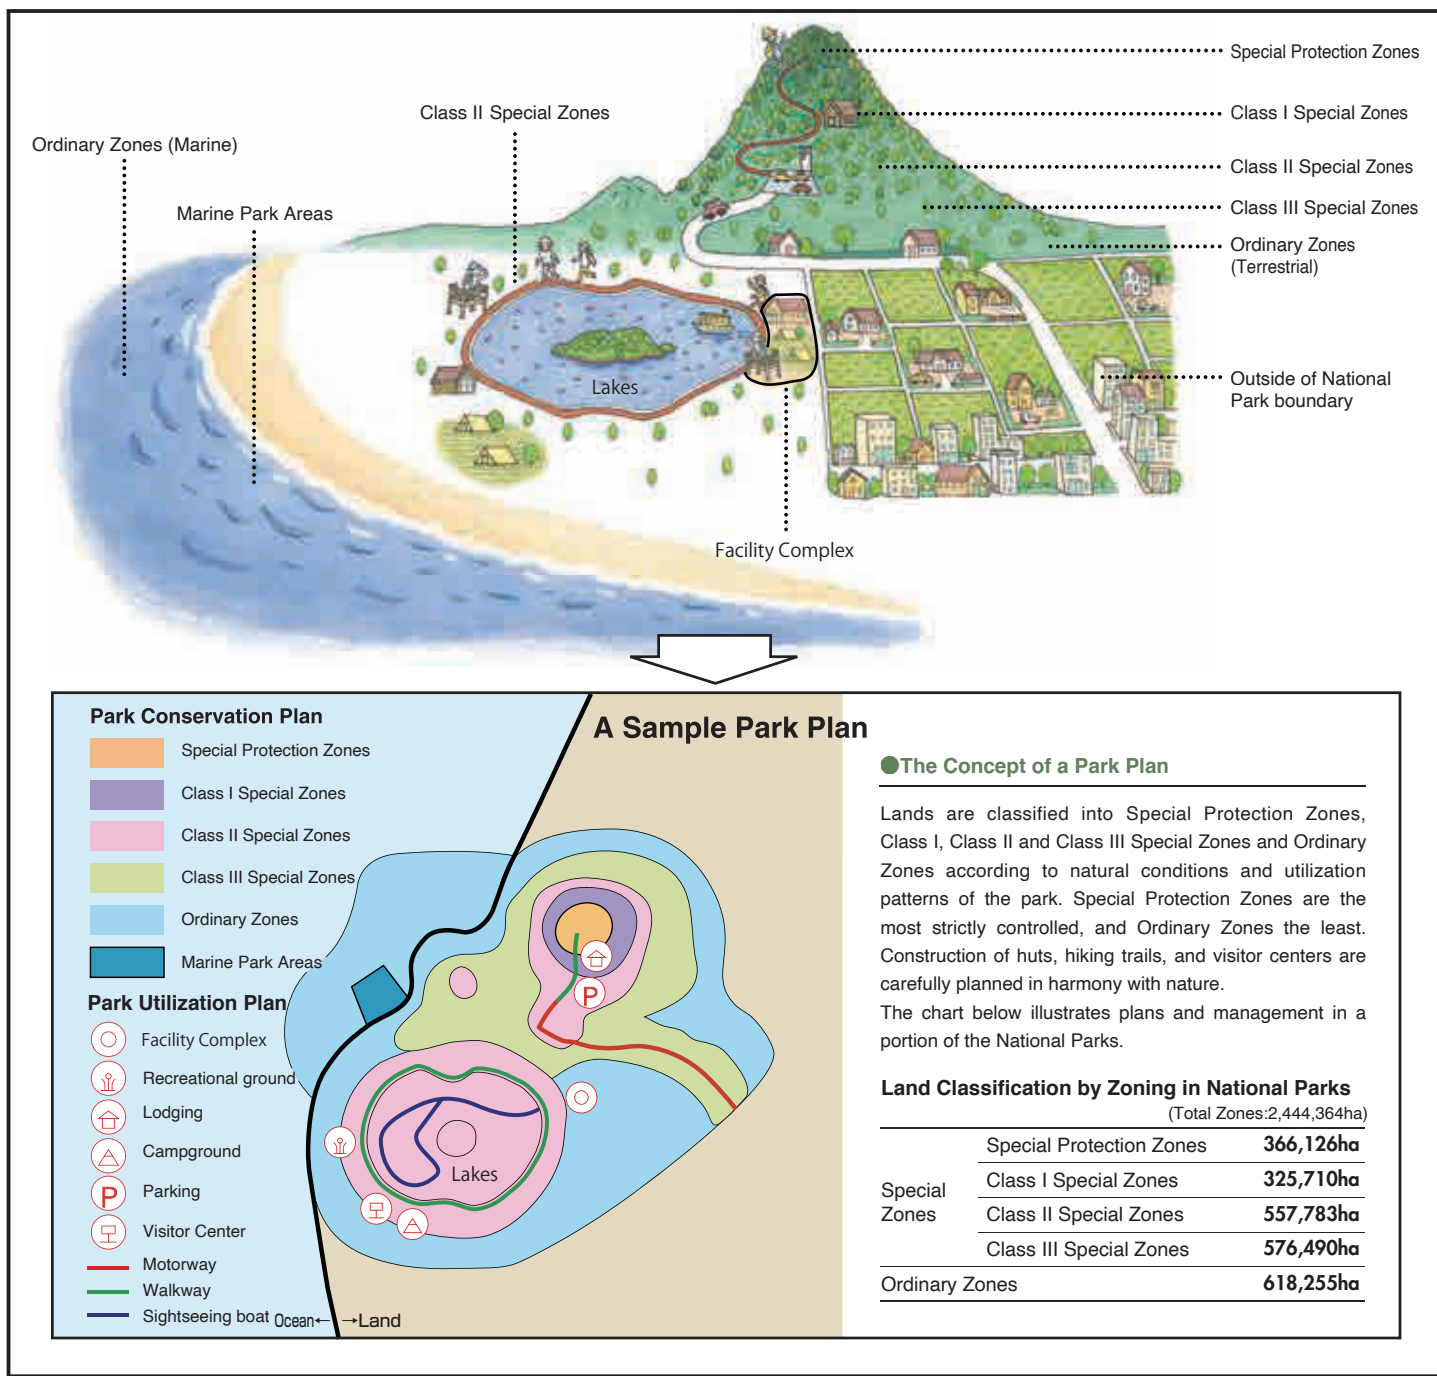 Special Protection Zones
Class II Special Zones
Class I Special Zones
Ordinary Zones (Marine)
Class II Special Zones
Marine Park Areas
Class III Special Zones
Ordinary Zones
(Terrestrial)
Lakes
Outside of National
Park boundary
Facility Complex
A Sample Park Plan
Park Conservation Plan
Special Protection Zones
Class I Special Zones
Class II Special Zones
Class III Special Zones
Ordinary Zones
Marine Park Areas
Park Utilization Plan
Facility Complex
Recreational ground
Lodging
Campground
P Parking
Visitor Center
Motorway
Walkway
Sightseeing boat
Ocean← →Land
P
Lakes
●The Concept of a Park Plan
Lands are classified into Special Protection Zones,
Class I, Class II and Class III Special Zones and Ordinary
Zones according to natural conditions and utilization
patterns of the park. Special Protection Zones are the
most strictly controlled, and Ordinary Zones the least.
Construction of huts, hiking trails, and visitor centers are
carefully planned in harmony with nature.
The chart below illustrates plans and management in a
portion of the National Parks.
Land Classification by Zoning in National Parks
(Total Zones:2,444,364ha)
Special
Zones
Special Protection Zones 366,126ha
Class I Special Zones 325,710ha
Class II Special Zones 557,783ha
Class III Special Zones 576,490ha
Ordinary Zones 618,255ha